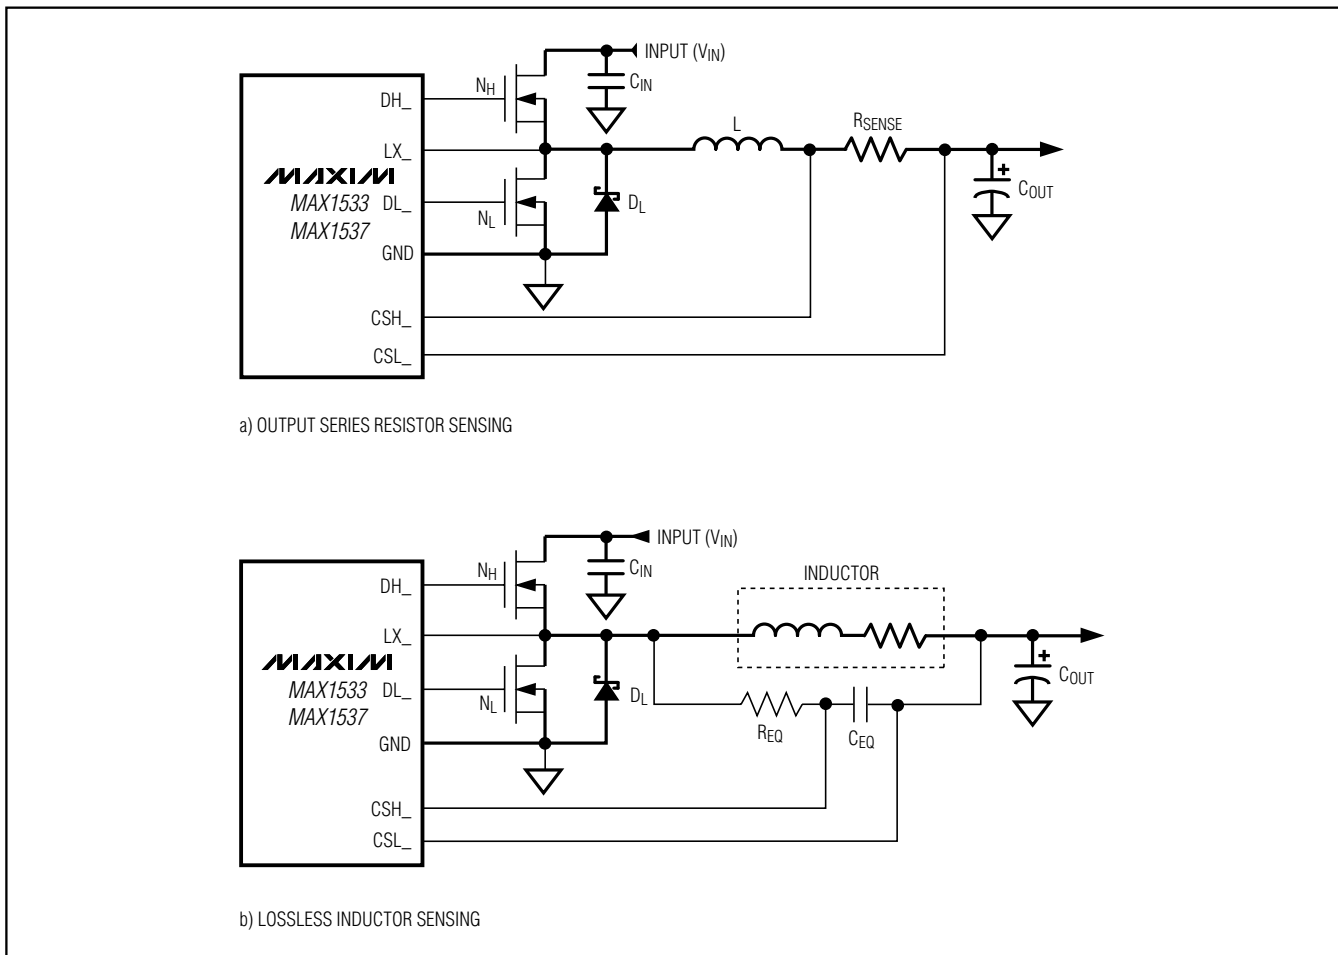 INPUT (VIN)
NH
CIN
DH_
L
RSENSE
LX_
MAXIM
MAX1533
DL_
MAX1537
NL
DL
+
COUT
GND
CSH_
CSL_
a) OUTPUT SERIES RESISTOR SENSING
INPUT (VIN)
NH
CIN
INDUCTOR
DH_
LX_
MAXIM
MAX1533
DL_
MAX1537
NL
DL
+
COUT
REQ
CEQ
GND
CSH_
CSL_
b) LOSSLESS INDUCTOR SENSING